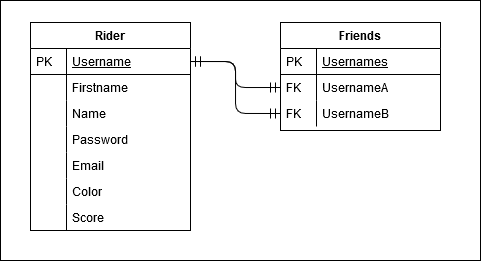 Rider
PK Username
Firstname
Name
Password
Email
Color
Score
Friends
PK Usernames
FK UsernameA
FK UsernameB